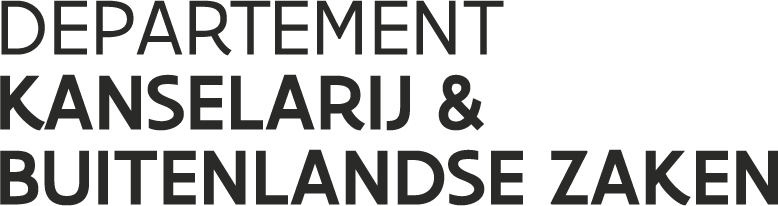 DEPARTEMENT
KANSELARIJ &
BUITENLANDSE ZAKEN